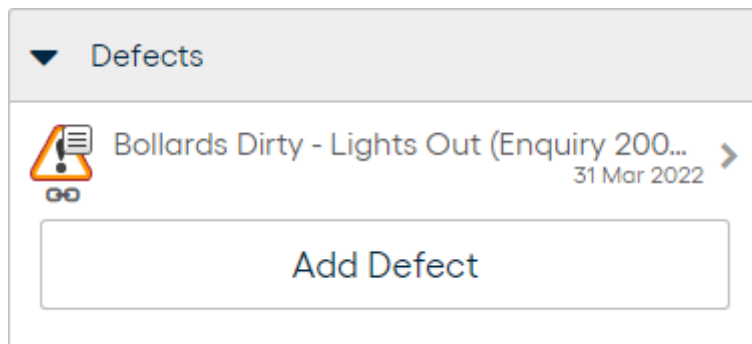 Defects
Bollards Dirty - Lights Out (Enquiry 200...
31 Mar 2022
Add Defect